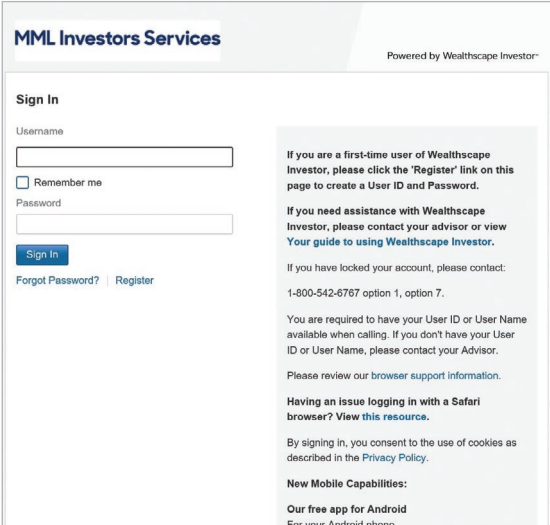 MML Investors Services
Powered by Wealthscape Investor℠
Sign In
Username
Remember me
Password
Sign In
Forgot Password? | Register
If you are a first-time user of Wealthscape
Investor, please click the 'Register' link on this
page to create a User ID and Password.
If you need assistance with Wealthscape
Investor, please contact your advisor or view
Your guide to using Wealthscape Investor.
If you have locked your account, please contact:
1-800-542-6767 option 1, option 7.
You are required to have your User ID or User Name
available when calling. If you don't have your User
ID or User Name, please contact your Advisor.
Please review our browser support information.
Having an issue logging in with a Safari
browser? View this resource.
By signing in, you consent to the use of cookies as
described in the Privacy Policy.
New Mobile Capabilities:
Our free app for Android
For your Android phone